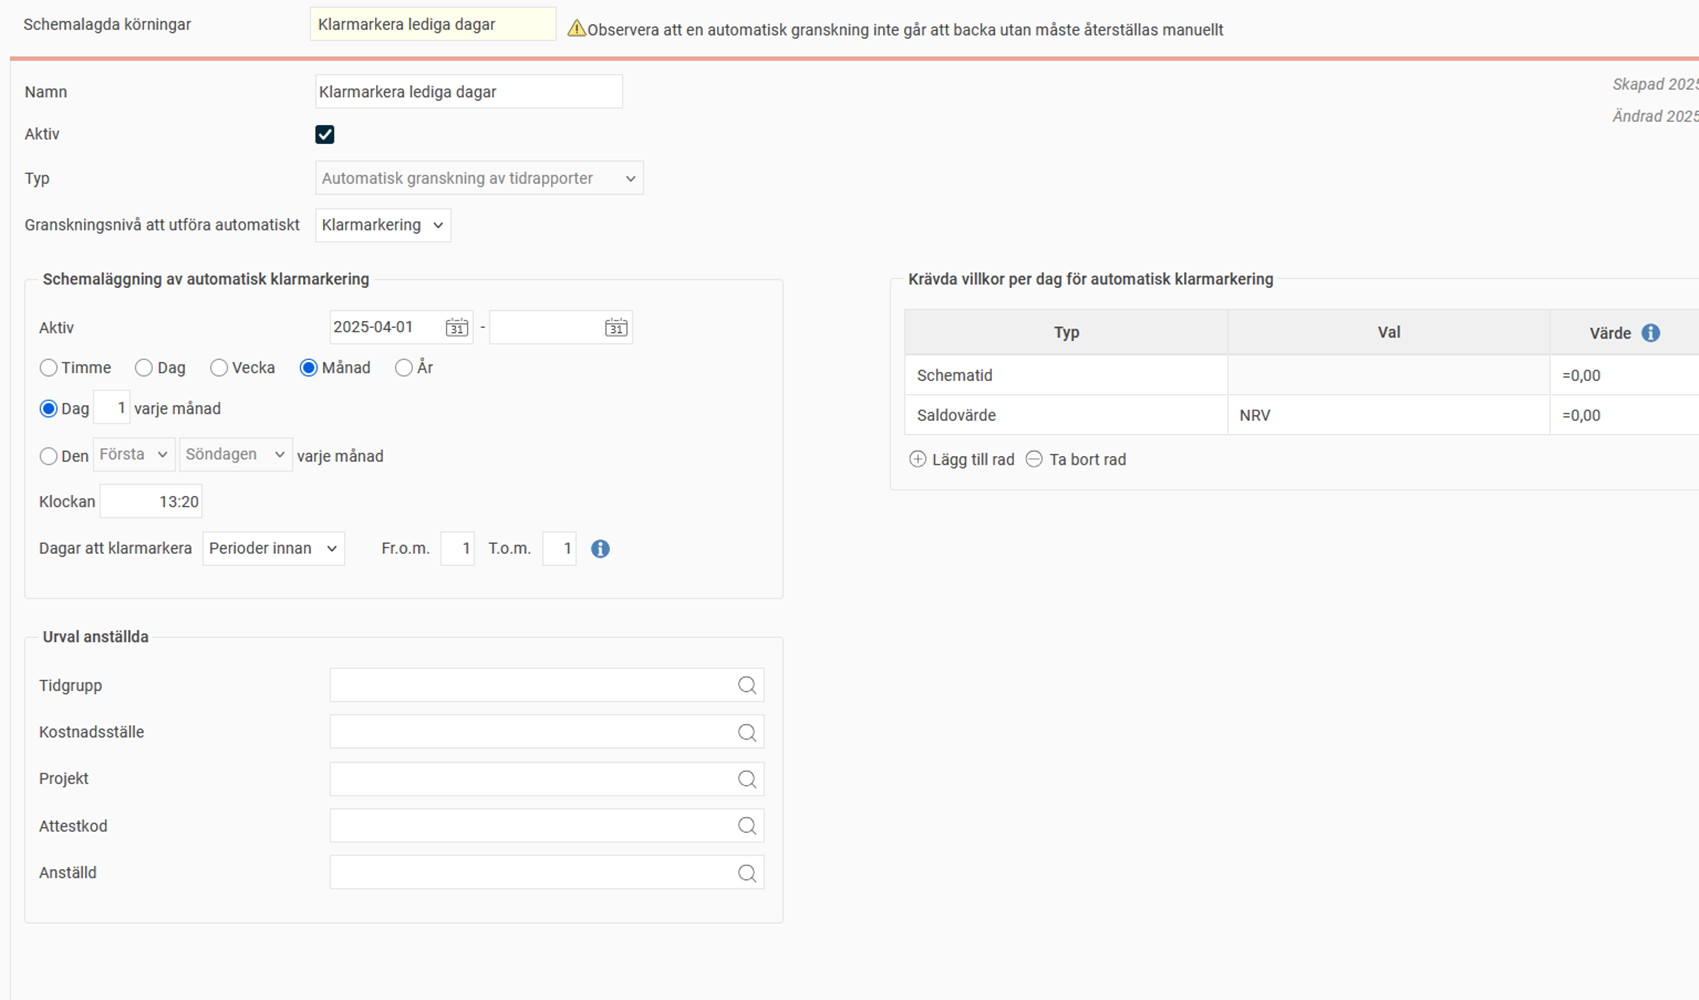 Schemalagda körningar Klarmarkera lediga dagar Observera att en automatisk granskning inte går att backa utan måste återställas manuellt
Namn Klarmarkera lediga dagar Skapad 2025
Aktiv Ändrad 2025
Typ Automatisk granskning av tidrapporter
Granskningsnivå att utföra automatiskt Klarmarkering
Schemaläggning av automatisk klarmarkering
Aktiv 2025-04-01 31 - 31
Timme Dag Vecka Månad År
Dag 1 varje månad
Den Första Söndagen varje månad
Klockan 13:20
Dagar att klarmarkera Perioder innan Fr.o.m. 1 T.o.m. 1
Krävda villkor per dag för automatisk klarmarkering
Typ Val Värde
Schematid =0,00
Saldovärde NRV =0,00
Lägg till rad Ta bort rad
Urval anställda
Tidgrupp
Kostnadsställe
Projekt
Attestkod
Anställd